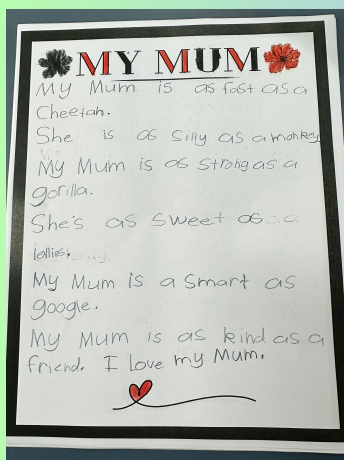 MY MUM
My Mum is as fast as a
Cheetah.
She is as Silly as a monkey
My Mum is as Strong as a
gorilla.
She's as sweet as a
lollies.
My Mum is a Smart as
google.
My Mum is as kind as a
friend. I love my Mum.